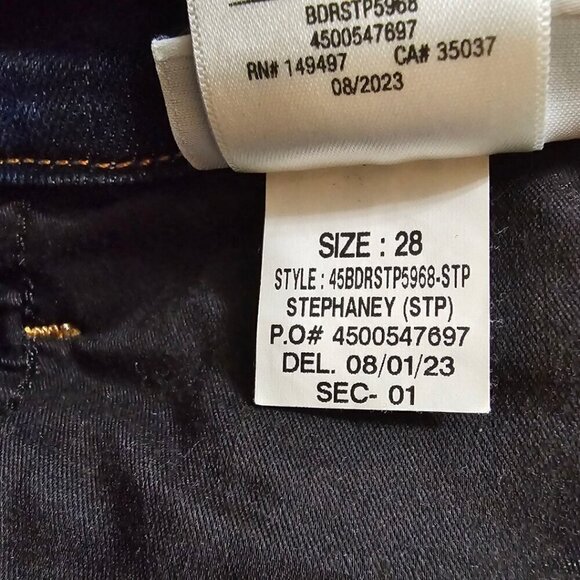 BDRSTP5968
4500547697
RN# 149497 CA# 35037
08/2023
SIZE : 28
STYLE : 45BDRSTP5968-STP
STEPHANEY (STP)
P.O# 4500547697
DEL. 08/01/23
SEC- 01